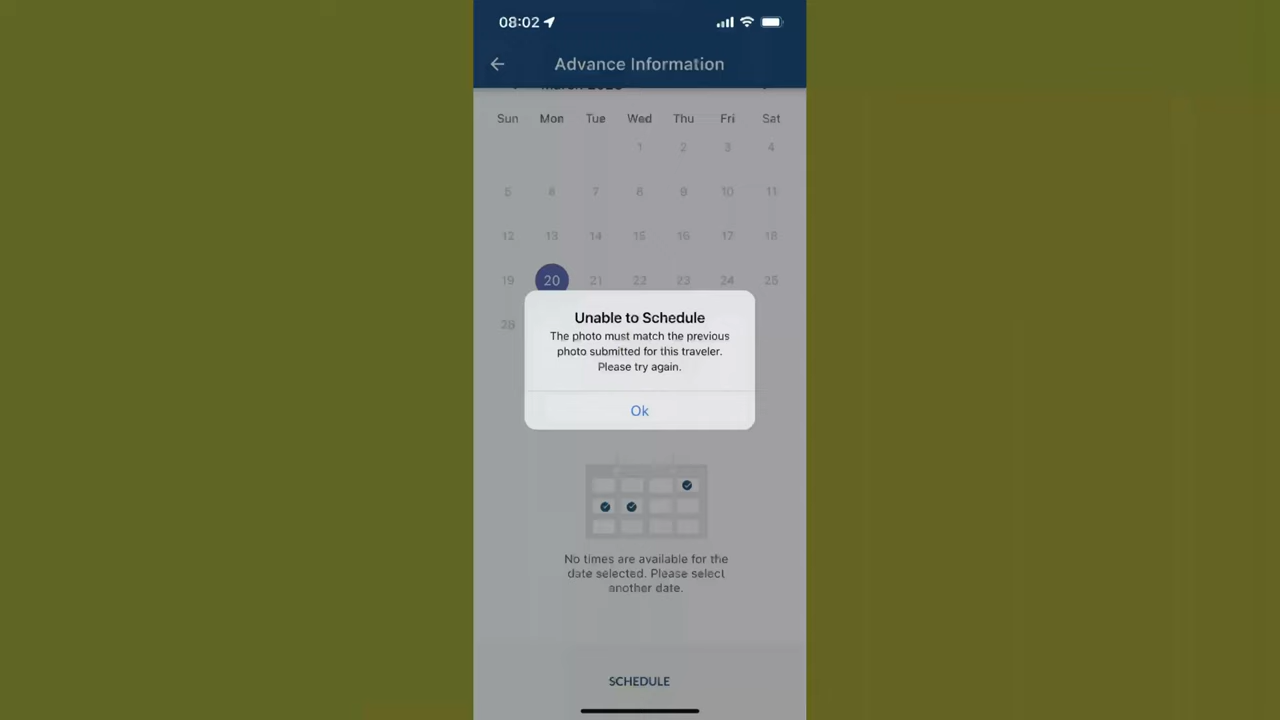 08:02
Advance Information
Sun Mon Tue Wed Thu Fri Sat
1 2 3 4
5 6 7 8 9 10 11
12 13 14 15 16 17 18
19 20 21 22 23 24 25
Unable to Schedule
The photo must match the previous
photo submitted for this traveler.
Please try again.
Ok
No times are available for the
date selected. Please select
another date.
SCHEDULE